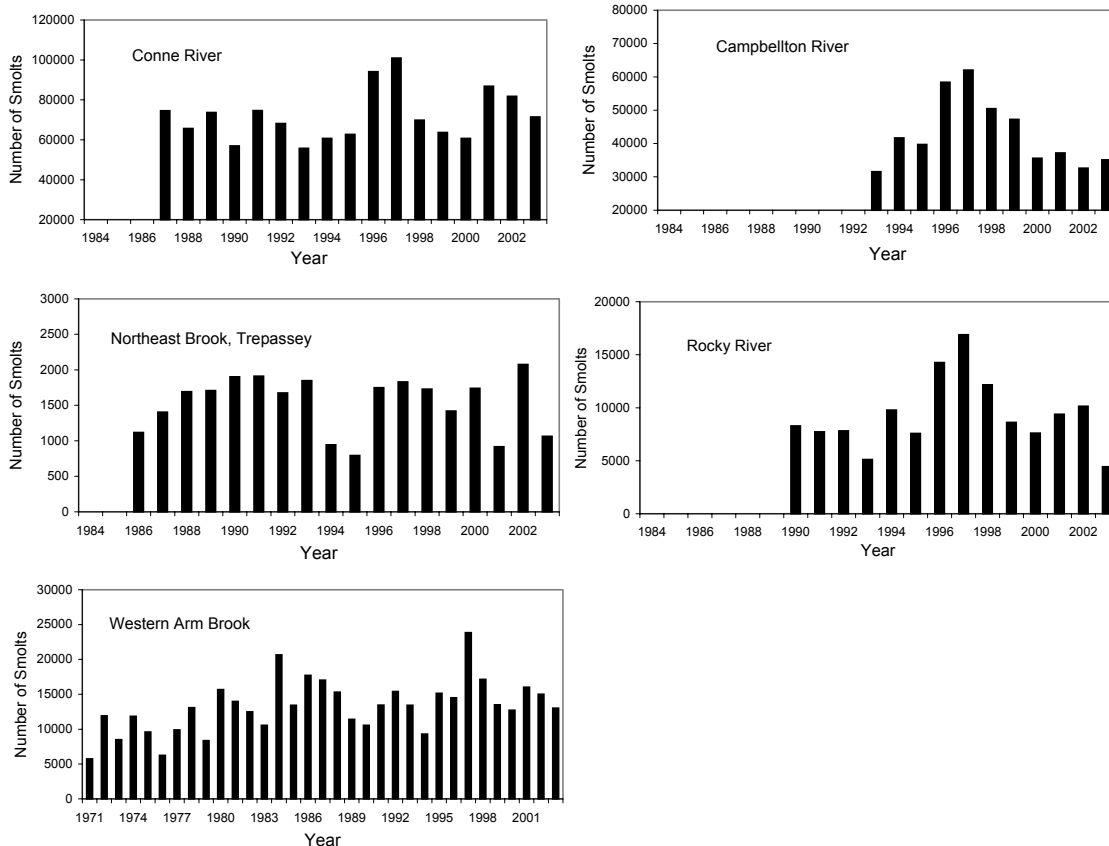 Conne River
Number of Smolts
120000
100000
80000
60000
40000
20000
1984 1986 1988 1990 1992 1994 1996 1998 2000 2002
Year
Campbellton River
Number of Smolts
80000
70000
60000
50000
40000
30000
20000
1984 1986 1988 1990 1992 1994 1996 1998 2000 2002
Year
Northeast Brook, Trepassey
Number of Smolts
3000
2500
2000
1500
1000
500
0
1984 1986 1988 1990 1992 1994 1996 1998 2000 2002
Year
Rocky River
Number of Smolts
20000
15000
10000
5000
0
1984 1986 1988 1990 1992 1994 1996 1998 2000 2002
Year
Western Arm Brook
Number of Smolts
30000
25000
20000
15000
10000
5000
0
1971 1974 1977 1980 1983 1986 1989 1992 1995 1998 2001
Year